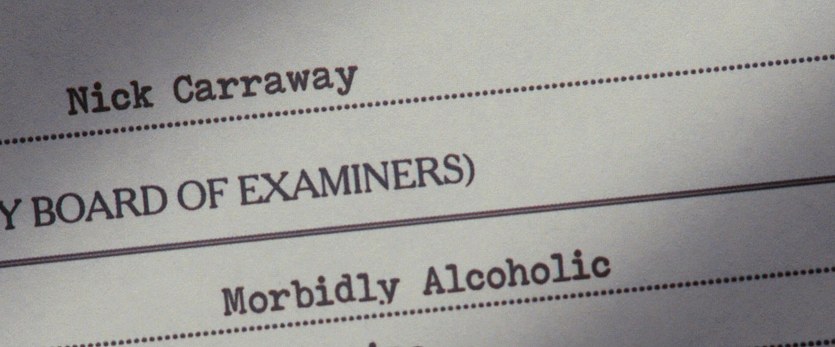 Nick Carraway
Y BOARD OF EXAMINERS)
Morbidly Alcoholic